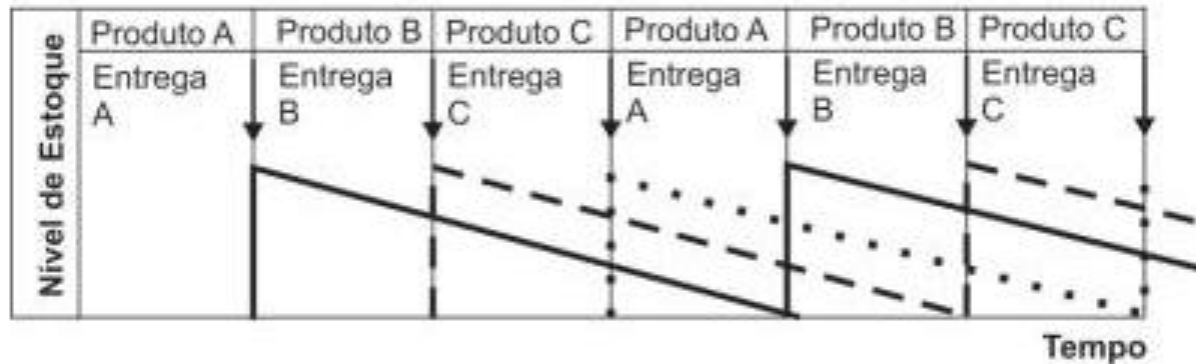 Nível de Estoque
Produto A Produto B Produto C Produto A Produto B Produto C
Entrega Entrega Entrega Entrega Entrega Entrega
A B C A B C
Tempo